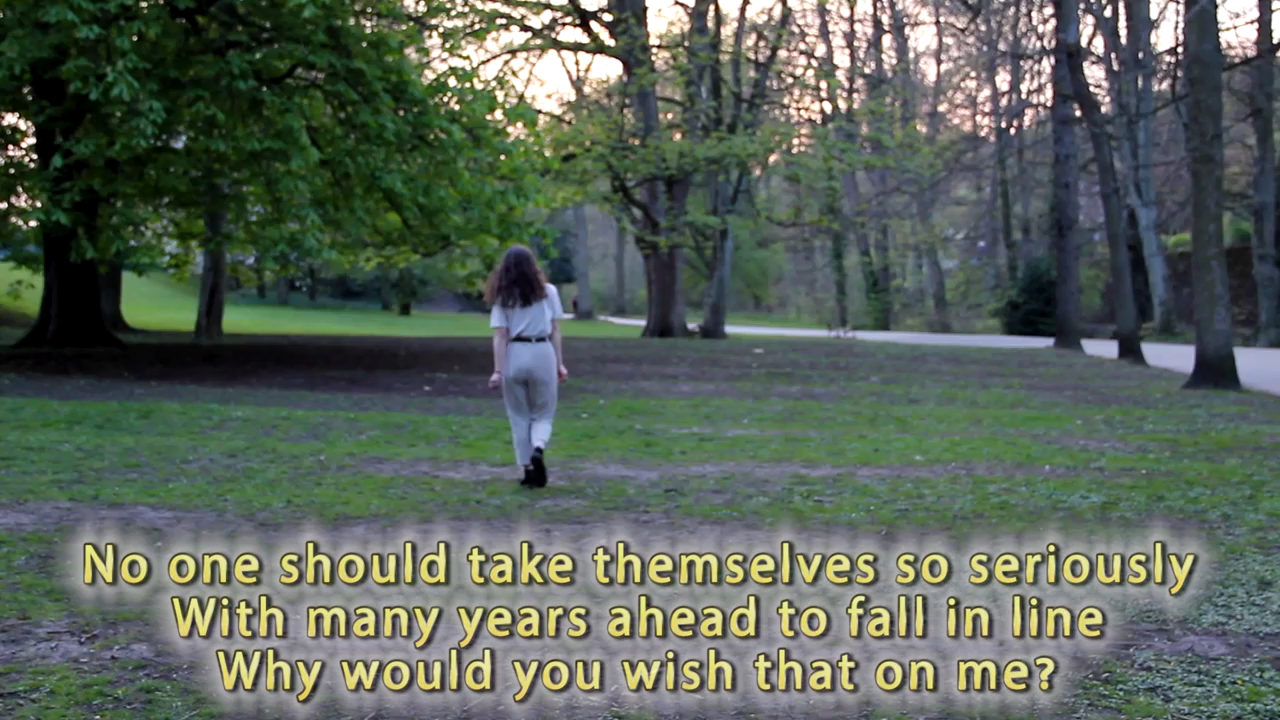 No one should take themselves so seriously
With many years ahead to fall in line
Why would you wish that on me?